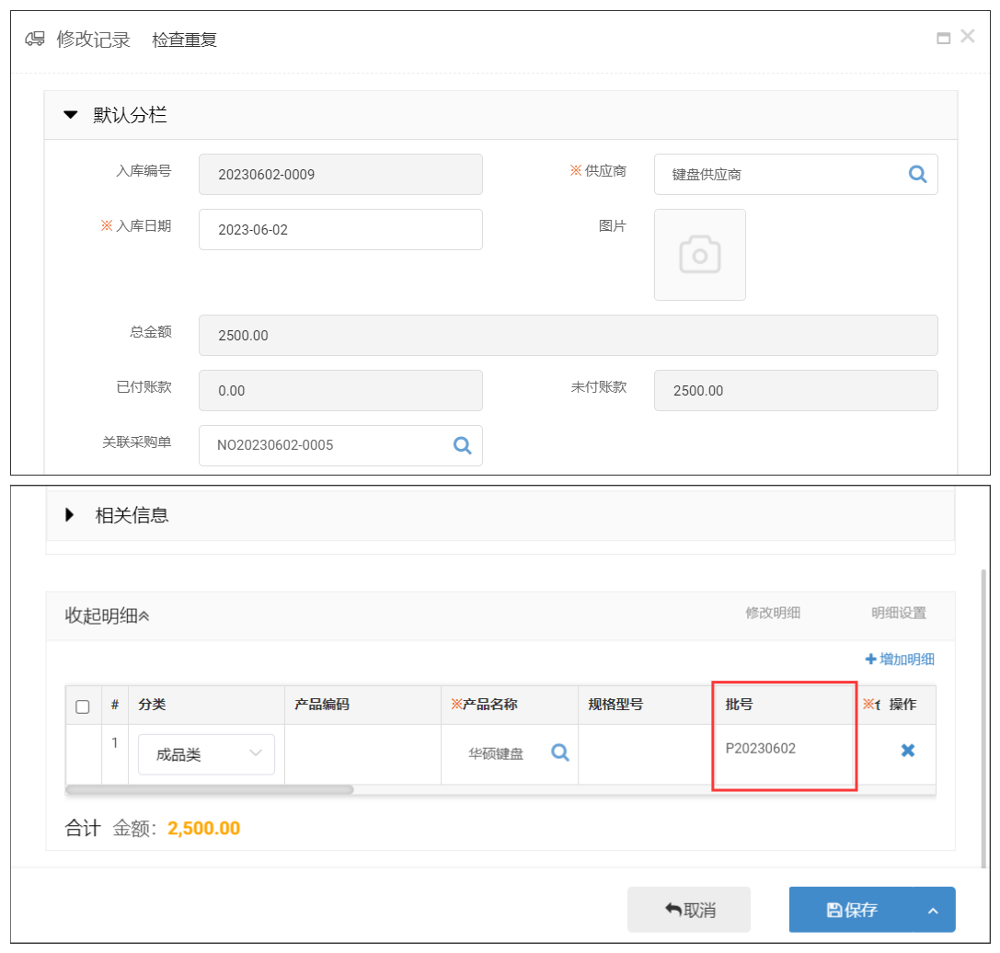 修改记录 检查重复
默认分栏
入库编号 20230602-0009 ※供应商 键盘供应商
※入库日期 2023-06-02 图片
总金额 2500.00
已付账款 0.00 未付账款 2500.00
关联采购单 NO20230602-0005
相关信息
收起明细 修改明细 明细设置
增加明细
# 分类 产品编码 ※产品名称 规格型号 批号 ※ 操作
1 成品类 华硕键盘 P20230602
合计 金额: 2,500.00
取消 保存